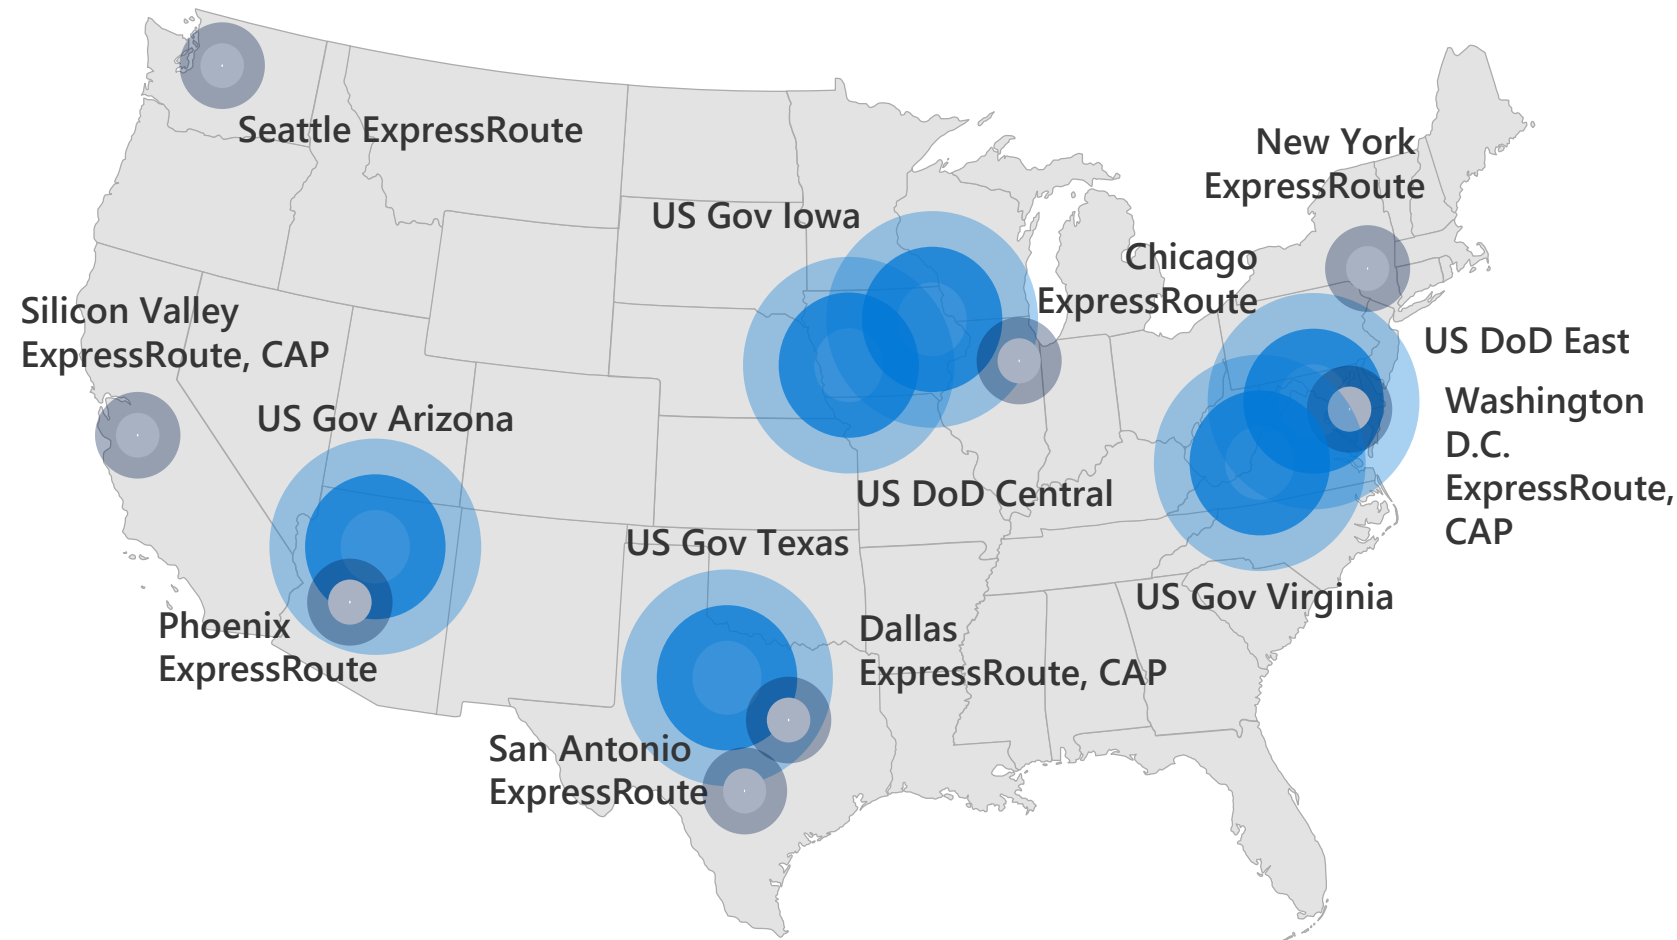 Seattle ExpressRoute
New York
ExpressRoute
US Gov Iowa
Chicago
ExpressRoute
Silicon Valley
ExpressRoute, CAP
US DoD East
Washington
D.C.
ExpressRoute,
CAP
US Gov Arizona
US DoD Central
US Gov Texas
US Gov Virginia
Phoenix
ExpressRoute
Dallas
ExpressRoute, CAP
San Antonio
ExpressRoute